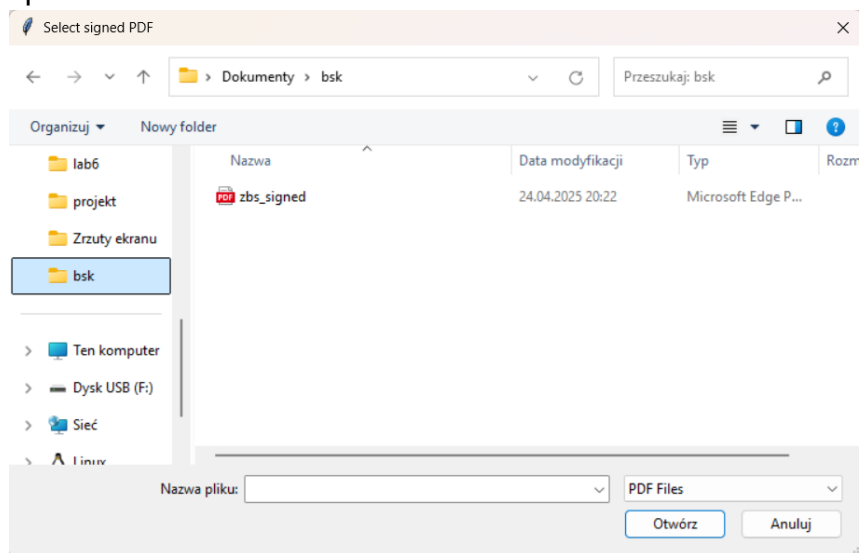 Select signed PDF
Dokumenty > bsk
Przeszukaj: bsk
Organizuj
Nowy folder
Nazwa
Data modyfikacji
Typ
Rozm
lab6
projekt
Zrzuty ekranu
bsk
PDF zbs_signed
24.04.2025 20:22
Microsoft Edge P...
Ten komputer
Dysk USB (F:)
Sieć
Linux
Nazwa pliku:
PDF Files
Otwórz
Anuluj